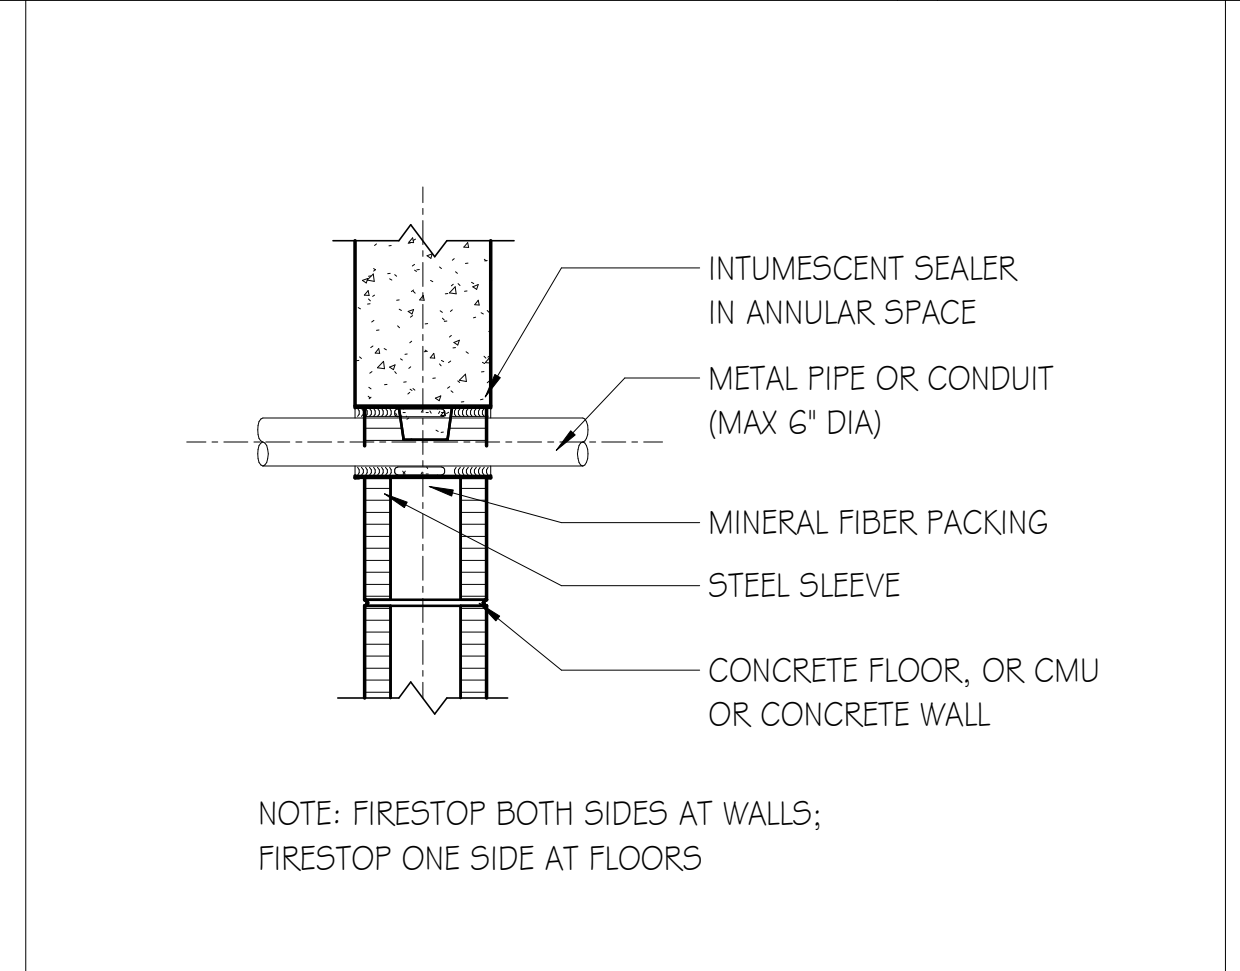 INTUMESCENT SEALER
IN ANNULAR SPACE
METAL PIPE OR CONDUIT
(MAX 6" DIA)
MINERAL FIBER PACKING
STEEL SLEEVE
CONCRETE FLOOR, OR CMU
OR CONCRETE WALL
NOTE: FIRESTOP BOTH SIDES AT WALLS;
FIRESTOP ONE SIDE AT FLOORS